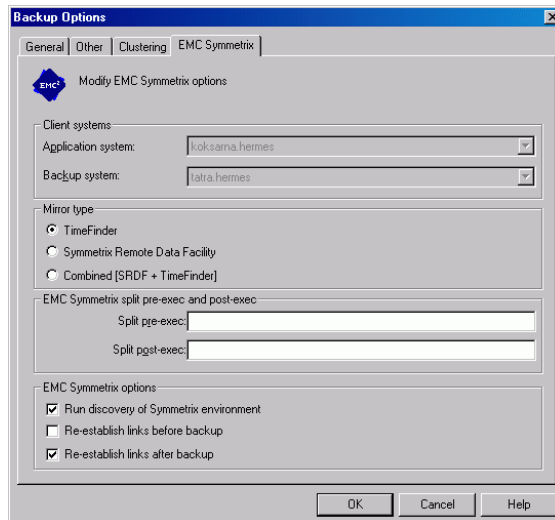 Backup Options
General
Other
Clustering
EMC Symmetrix
EMC²
Modify EMC Symmetrix options
Client systems
Application system: koksarna.hermes
Backup system: tatra.hermes
Mirror type
TimeFinder
Symmetrix Remote Data Facility
Combined [SRDF + TimeFinder]
EMC Symmetrix split pre-exec and post-exec
Split pre-exec:
Split post-exec:
EMC Symmetrix options
Run discovery of Symmetrix environment
Re-establish links before backup
Re-establish links after backup
OK
Cancel
Help